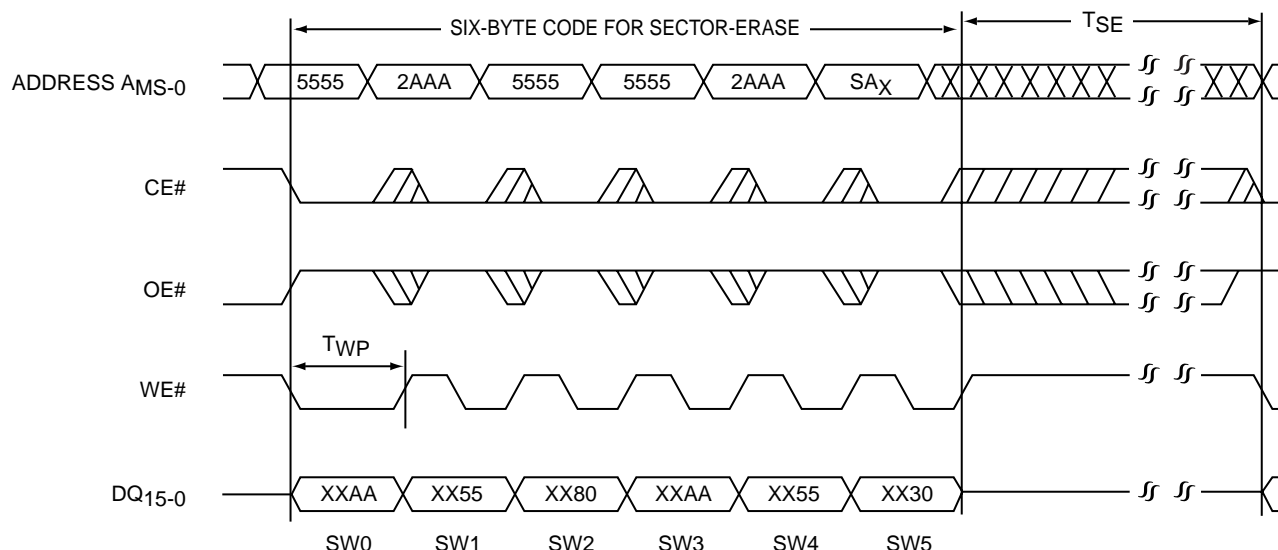 SIX-BYTE CODE FOR SECTOR-ERASE
TSE
ADDRESS AMS-0
5555 2AAA 5555 5555 2AAA SAX
CE#
OE#
TWP
WE#
DQ15-0
XXAA XX55 XX80 XXAA XX55 XX30
SW0 SW1 SW2 SW3 SW4 SW5